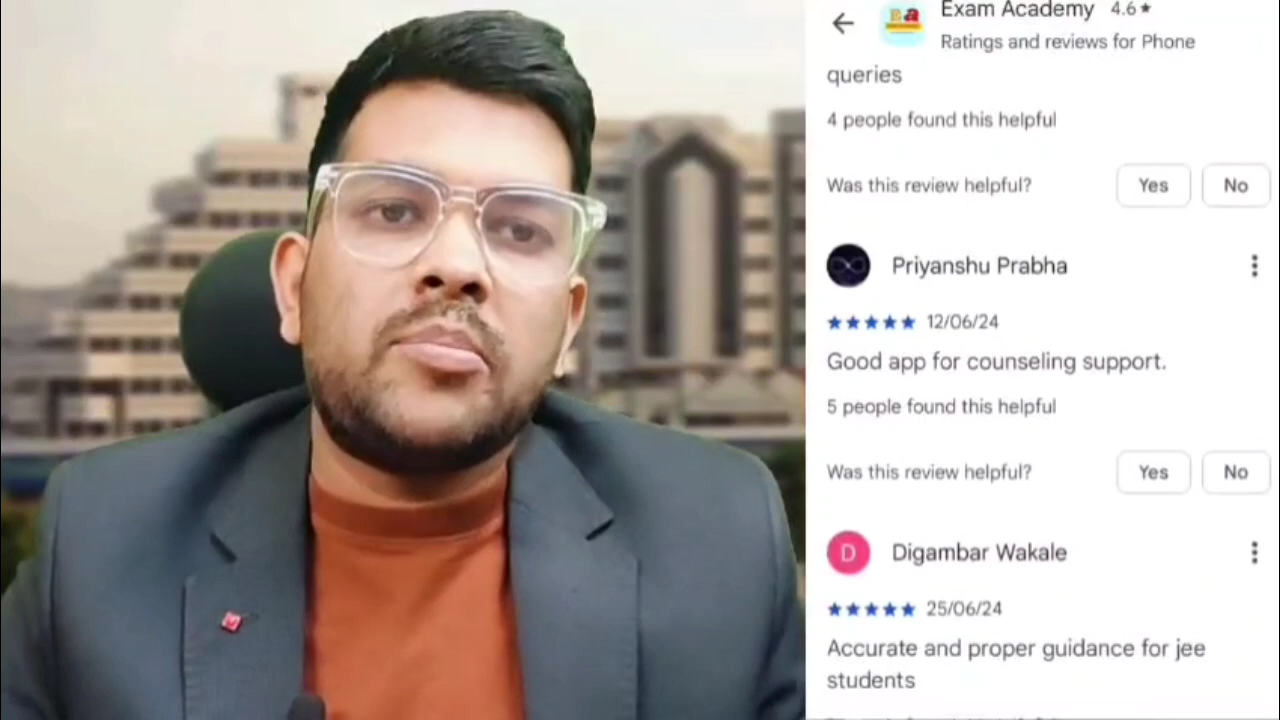 Exam Academy 4.6★
Ratings and reviews for Phone
queries
4 people found this helpful
Was this review helpful? Yes No
Priyanshu Prabha
12/06/24
Good app for counseling support.
5 people found this helpful
Was this review helpful? Yes No
D Digambar Wakale
25/06/24
Accurate and proper guidance for jee
students